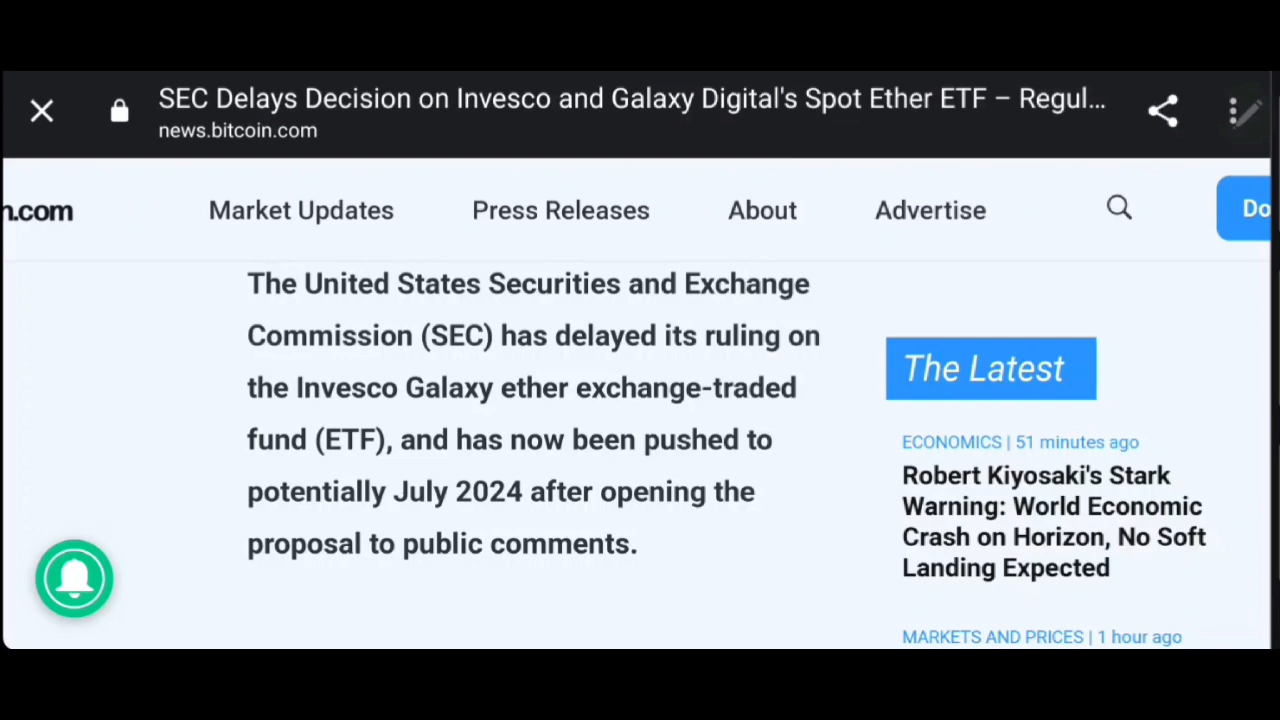 SEC Delays Decision on Invesco and Galaxy Digital's Spot Ether ETF – Regul...
news.bitcoin.com
n.com
Market Updates
Press Releases
About
Advertise
Do
The United States Securities and Exchange
Commission (SEC) has delayed its ruling on
the Invesco Galaxy ether exchange-traded
fund (ETF), and has now been pushed to
potentially July 2024 after opening the
proposal to public comments.
The Latest
ECONOMICS | 51 minutes ago
Robert Kiyosaki's Stark
Warning: World Economic
Crash on Horizon, No Soft
Landing Expected
MARKETS AND PRICES | 1 hour ago